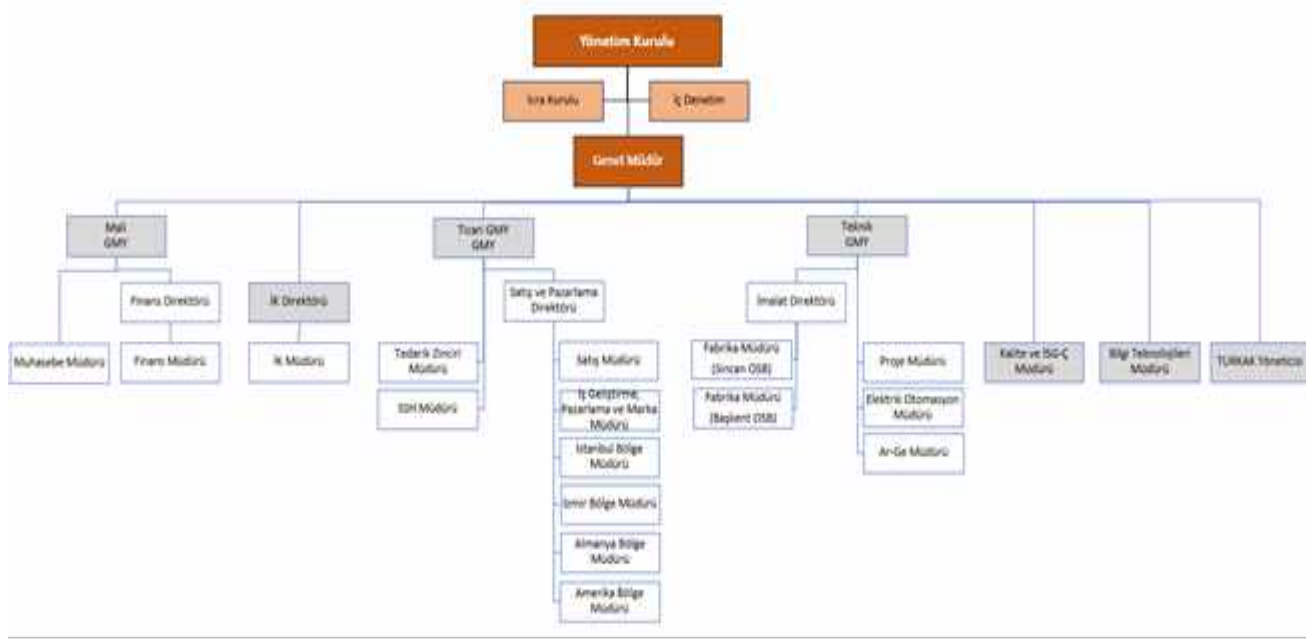 Yönetim Kurulu
İcra Kurulu
İç Denetim
Genel Müdür
Mali
GMY
Ticari GMY
GMY
Teknik
GMY
Finans Direktörü
İK Direktörü
Satış ve Pazarlama
Direktörü
İmalat Direktörü
Muhasebe Müdürü
Finans Müdürü
İK Müdürü
Tedarik Zinciri
Müdürü
Satış Müdürü
Fabrika Müdürü
(Sincan OSB)
Proje Müdürü
Kalite ve İSG-Ç
Müdürü
Bilgi Teknolojileri
Müdürü
TÜRKAK Yöneticisi
SSH Müdürü
İş Geliştirme,
Pazarlama ve Marka
Müdürü
Fabrika Müdürü
(Başkent OSB)
Elektrik Otomasyon
Müdürü
İstanbul Bölge
Müdürü
Ar-Ge Müdürü
İzmir Bölge Müdürü
Almanya Bölge
Müdürü
Amerika Bölge
Müdürü